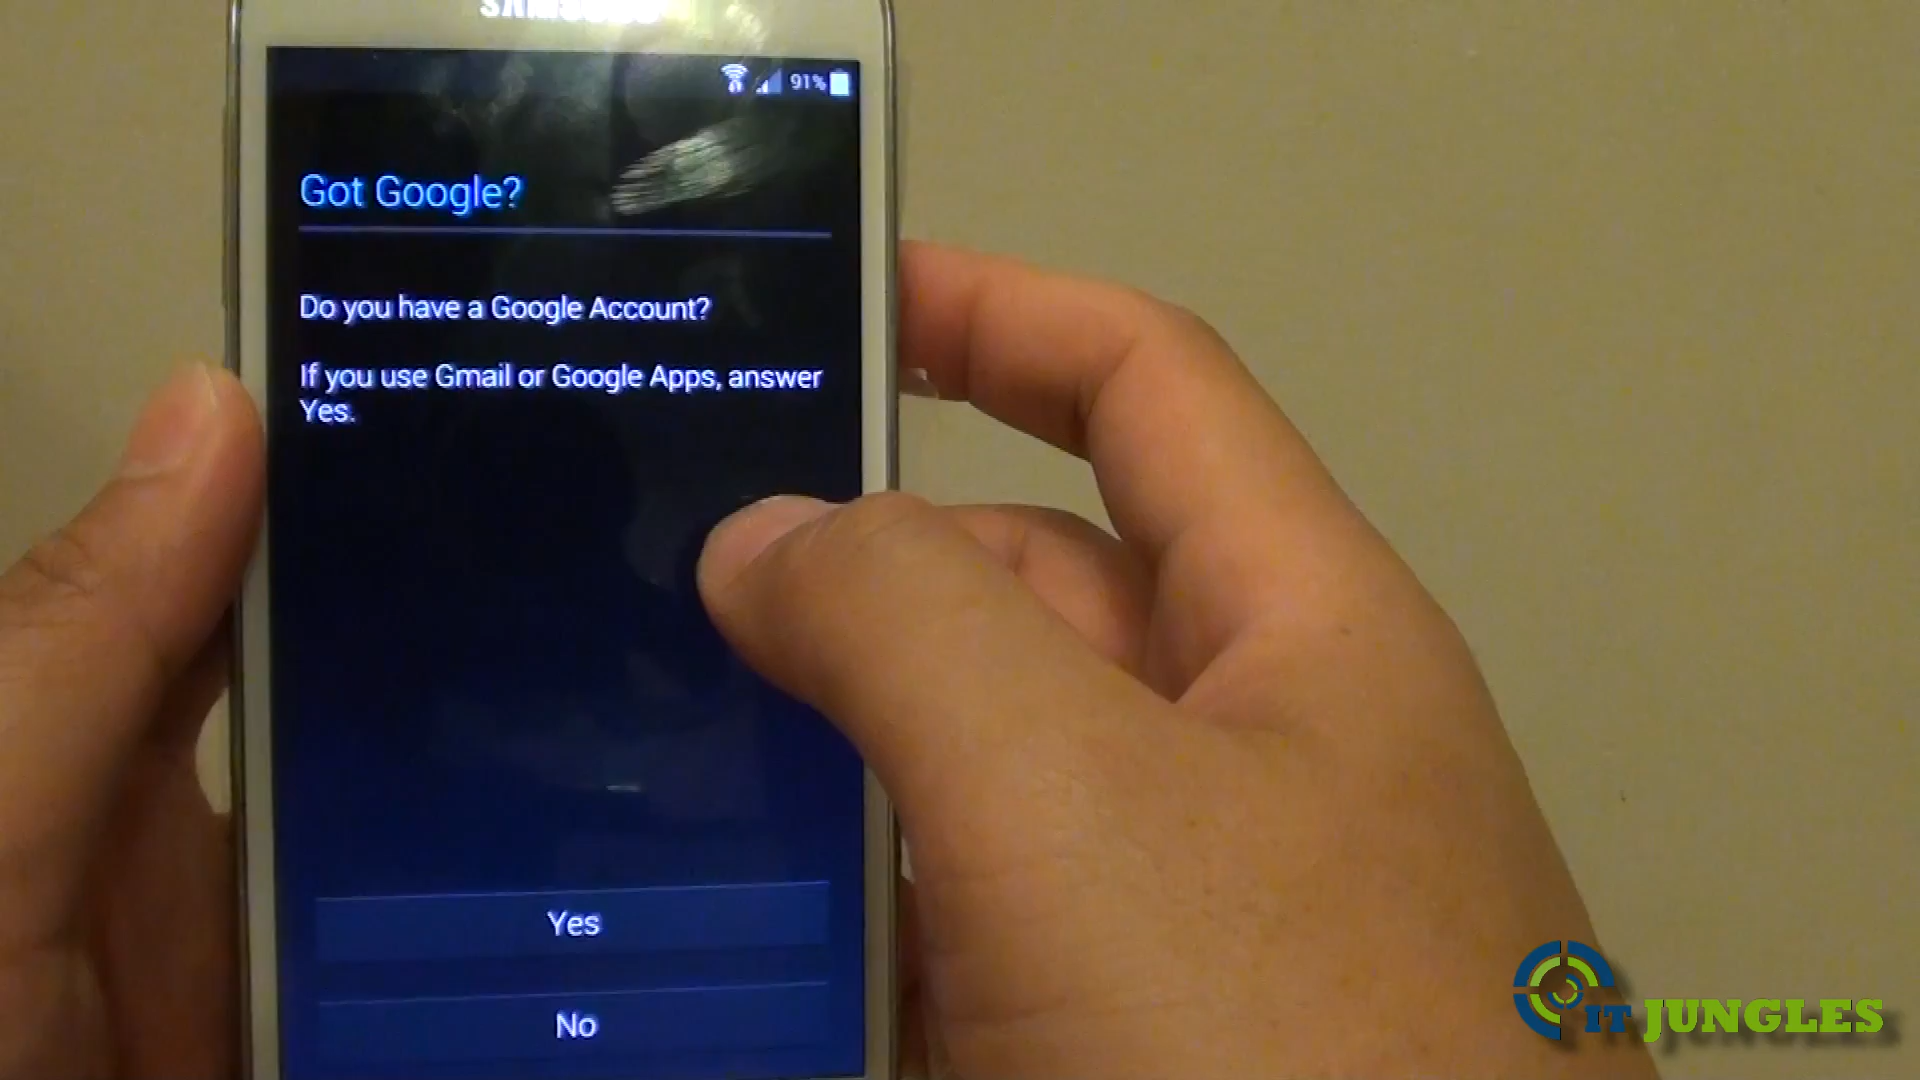 SAMSUNG
91%
Got Google?
Do you have a Google Account?
If you use Gmail or Google Apps, answer
Yes.
Yes
No
IT JUNGLES